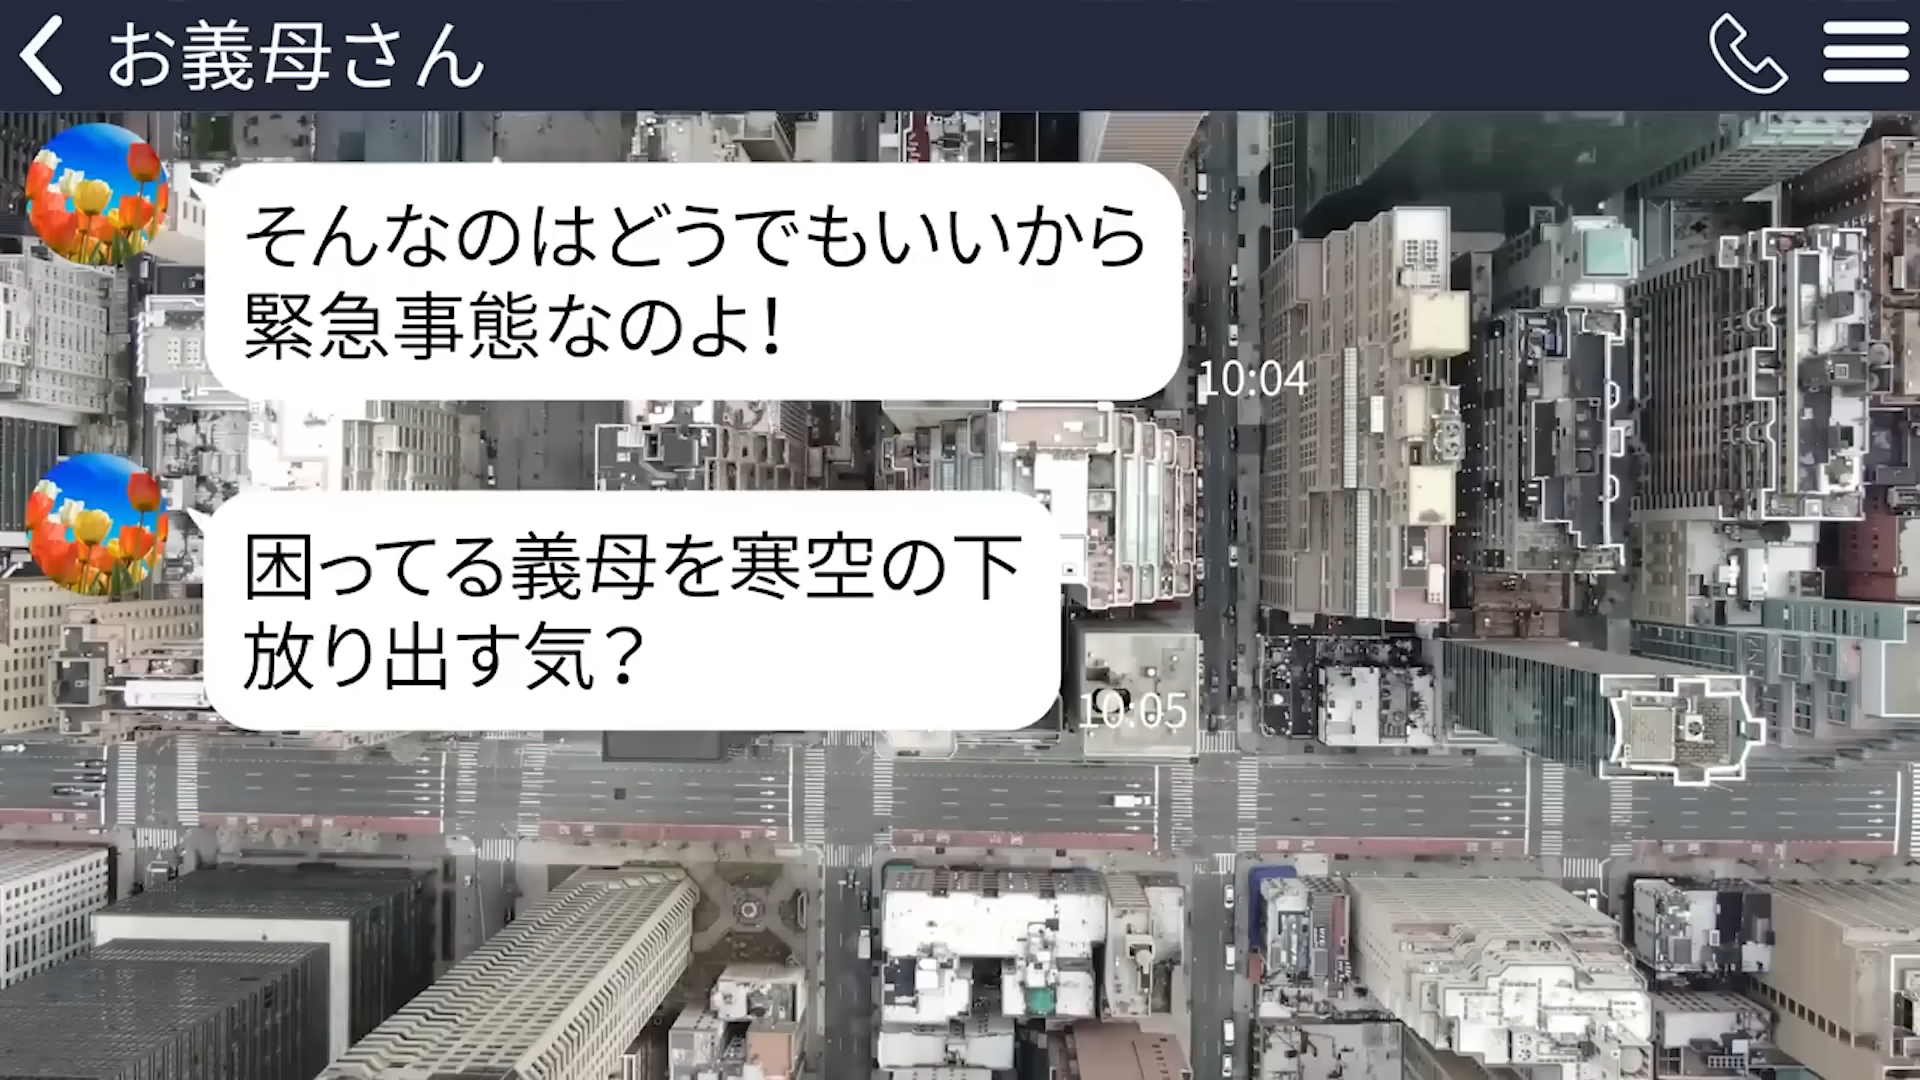 お義母さん
そんなのはどうでもいいから
緊急事態なのよ！
10:04
困ってる義母を寒空の下
放り出す気？
10:05